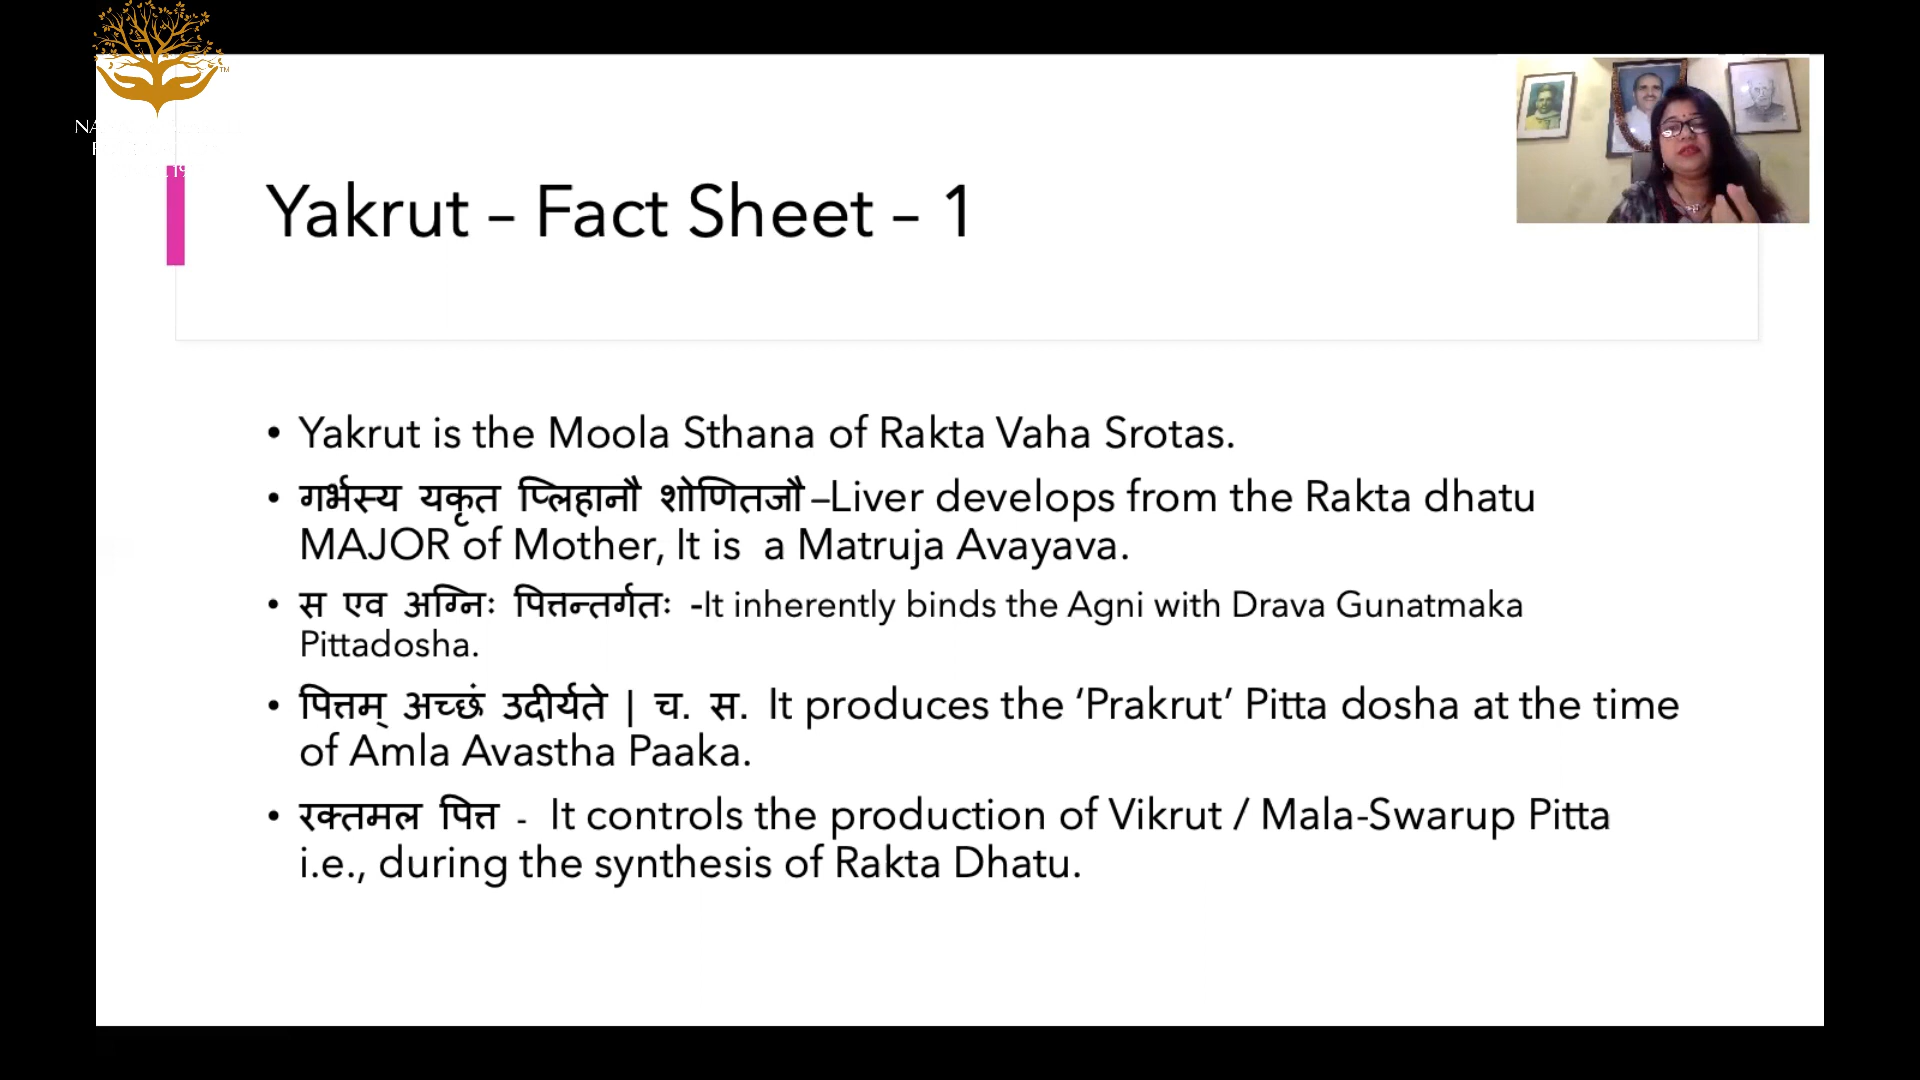 TM
Yakrut – Fact Sheet – 1
• Yakrut is the Moola Sthana of Rakta Vaha Srotas.
• गर्भस्य यकृत प्लिहानौ शोणितजौ –Liver develops from the Rakta dhatu
MAJOR of Mother, It is a Matruja Avayava.
• स एव अग्निः पित्तन्तर्गतः -It inherently binds the Agni with Drava Gunatmaka
Pittadosha.
• पित्तम् अच्छं उदीर्यते | च. स. It produces the ‘Prakrut’ Pitta dosha at the time
of Amla Avastha Paaka.
• रक्तमल पित्त - It controls the production of Vikrut / Mala-Swarup Pitta
i.e., during the synthesis of Rakta Dhatu.